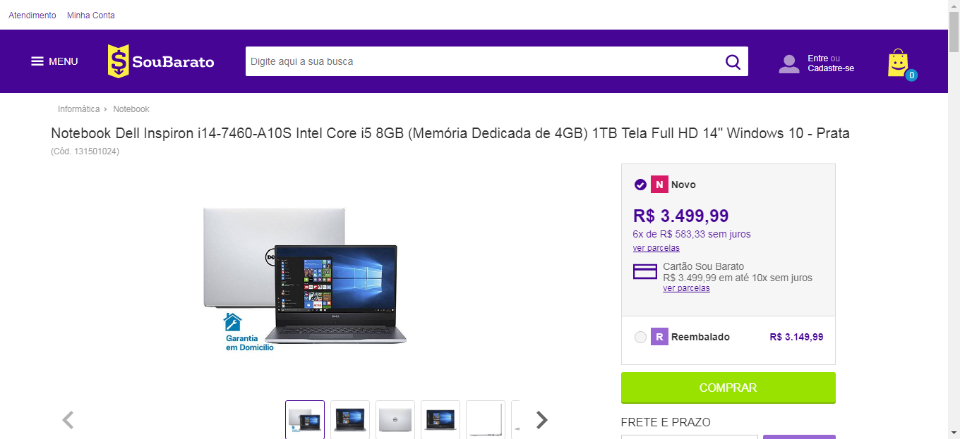 Atendimento Minha Conta
MENU
SouBarato
Digite aqui a sua busca
Entre ou
Cadastre-se
0
Informática › Notebook
Notebook Dell Inspiron i14-7460-A10S Intel Core i5 8GB (Memória Dedicada de 4GB) 1TB Tela Full HD 14" Windows 10 - Prata
(Cód. 131501024)
N Novo
R$ 3.499,99
6x de R$ 583,33 sem juros
ver parcelas
Cartão Sou Barato
R$ 3.499,99 em até 10x sem juros
ver parcelas
R Reembalado R$ 3.149,99
COMPRAR
FRETE E PRAZO
Garantia
em Domicílio